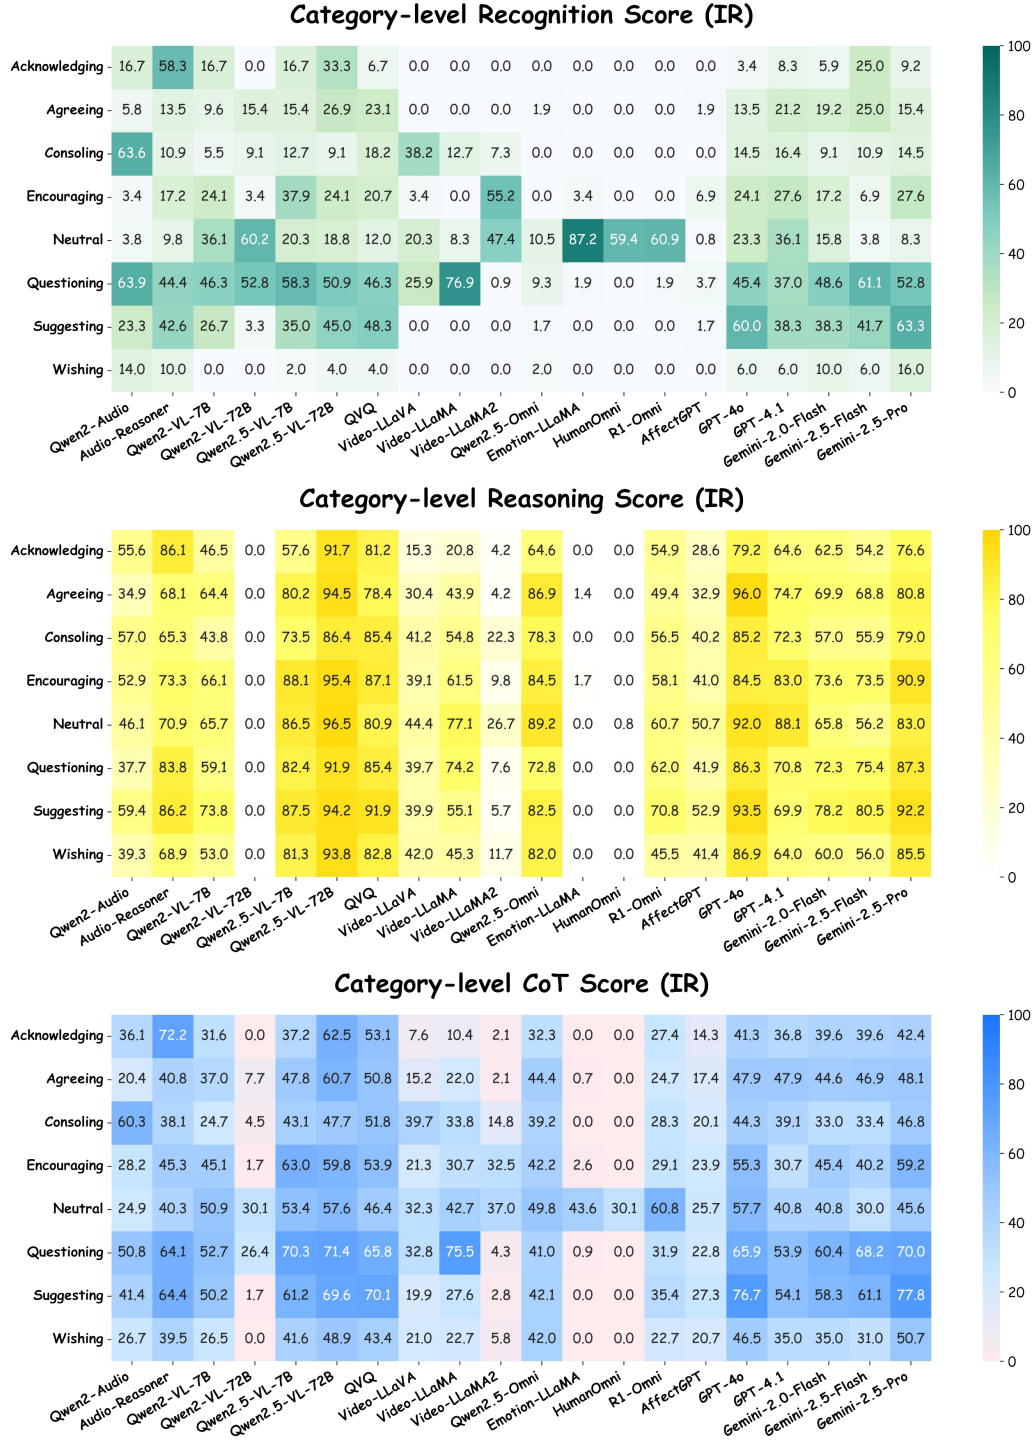 Category-level Recognition Score (IR)
Acknowledging 16.7 58.3 16.7 0.0 16.7 33.3 6.7 0.0 0.0 0.0 0.0 0.0 0.0 0.0 0.0 3.4 8.3 5.9 25.0 9.2
Agreeing 5.8 13.5 9.6 15.4 15.4 26.9 23.1 0.0 0.0 0.0 1.9 0.0 0.0 0.0 1.9 13.5 21.2 19.2 25.0 15.4
Consoling 63.6 10.9 5.5 9.1 12.7 9.1 18.2 38.2 12.7 7.3 0.0 0.0 0.0 0.0 0.0 14.5 16.4 9.1 10.9 14.5
Encouraging 3.4 17.2 24.1 3.4 37.9 24.1 20.7 3.4 0.0 55.2 0.0 3.4 0.0 0.0 6.9 24.1 27.6 17.2 6.9 27.6
Neutral 3.8 9.8 36.1 60.2 20.3 18.8 12.0 20.3 8.3 47.4 10.5 87.2 59.4 60.9 0.8 23.3 36.1 15.8 3.8 8.3
Questioning 63.9 44.4 46.3 52.8 58.3 50.9 46.3 25.9 76.9 0.9 9.3 1.9 0.0 1.9 3.7 45.4 37.0 48.6 61.1 52.8
Suggesting 23.3 42.6 26.7 3.3 35.0 45.0 48.3 0.0 0.0 0.0 1.7 0.0 0.0 0.0 1.7 60.0 38.3 38.3 41.7 63.3
Wishing 14.0 10.0 0.0 0.0 2.0 4.0 4.0 0.0 0.0 0.0 2.0 0.0 0.0 0.0 0.0 6.0 6.0 10.0 6.0 16.0
Qwen2-Audio Audio-Reasoner Qwen2-VL-7B Qwen2-VL-72B Qwen2.5-VL-7B Qwen2.5-VL-72B QVQ Video-LLaVA Video-LLaMA Video-LLaMA2 Qwen2.5-Omni Emotion-LLaMA HumanOmni R1-Omni AffectGPT GPT-4o GPT-4.1 Gemini-2.0-Flash Gemini-2.5-Flash Gemini-2.5-Pro
100
80
60
40
20
0
Category-level Reasoning Score (IR)
Acknowledging 55.6 86.1 46.5 0.0 57.6 91.7 81.2 15.3 20.8 4.2 64.6 0.0 0.0 54.9 28.6 79.2 64.6 62.5 54.2 76.6
Agreeing 34.9 68.1 64.4 0.0 80.2 94.5 78.4 30.4 43.9 4.2 86.9 1.4 0.0 49.4 32.9 96.0 74.7 69.9 68.8 80.8
Consoling 57.0 65.3 43.8 0.0 73.5 86.4 85.4 41.2 54.8 22.3 78.3 0.0 0.0 56.5 40.2 85.2 72.3 57.0 55.9 79.0
Encouraging 52.9 73.3 66.1 0.0 88.1 95.4 87.1 39.1 61.5 9.8 84.5 1.7 0.0 58.1 41.0 84.5 83.0 73.6 73.5 90.9
Neutral 46.1 70.9 65.7 0.0 86.5 96.5 80.9 44.4 77.1 26.7 89.2 0.0 0.8 60.7 50.7 92.0 88.1 65.8 56.2 83.0
Questioning 37.7 83.8 59.1 0.0 82.4 91.9 85.4 39.7 74.2 7.6 72.8 0.0 0.0 62.0 41.9 86.3 70.8 72.3 75.4 87.3
Suggesting 59.4 86.2 73.8 0.0 87.5 94.2 91.9 39.9 55.1 5.7 82.5 0.0 0.0 70.8 52.9 93.5 69.9 78.2 80.5 92.2
Wishing 39.3 68.9 53.0 0.0 81.3 93.8 82.8 42.0 45.3 11.7 82.0 0.0 0.0 45.5 41.4 86.9 64.0 60.0 56.0 85.5
Qwen2-Audio Audio-Reasoner Qwen2-VL-7B Qwen2-VL-72B Qwen2.5-VL-7B Qwen2.5-VL-72B QVQ Video-LLaVA Video-LLaMA Video-LLaMA2 Qwen2.5-Omni Emotion-LLaMA HumanOmni R1-Omni AffectGPT GPT-4o GPT-4.1 Gemini-2.0-Flash Gemini-2.5-Flash Gemini-2.5-Pro
100
80
60
40
20
0
Category-level CoT Score (IR)
Acknowledging 36.1 72.2 31.6 0.0 37.2 62.5 53.1 7.6 10.4 2.1 32.3 0.0 0.0 27.4 14.3 41.3 36.8 39.6 39.6 42.4
Agreeing 20.4 40.8 37.0 7.7 47.8 60.7 50.8 15.2 22.0 2.1 44.4 0.7 0.0 24.7 17.4 47.9 47.9 44.6 46.9 48.1
Consoling 60.3 38.1 24.7 4.5 43.1 47.7 51.8 39.7 33.8 14.8 39.2 0.0 0.0 28.3 20.1 44.3 39.1 33.0 33.4 46.8
Encouraging 28.2 45.3 45.1 1.7 63.0 59.8 53.9 21.3 30.7 32.5 42.2 2.6 0.0 29.1 23.9 55.3 30.7 45.4 40.2 59.2
Neutral 24.9 40.3 50.9 30.1 53.4 57.6 46.4 32.3 42.7 37.0 49.8 43.6 30.1 60.8 25.7 57.7 40.8 40.8 30.0 45.6
Questioning 50.8 64.1 52.7 26.4 70.3 71.4 65.8 32.8 75.5 4.3 41.0 0.9 0.0 31.9 22.8 65.9 53.9 60.4 68.2 70.0
Suggesting 41.4 64.4 50.2 1.7 61.2 69.6 70.1 19.9 27.6 2.8 42.1 0.0 0.0 35.4 27.3 76.7 54.1 58.3 61.1 77.8
Wishing 26.7 39.5 26.5 0.0 41.6 48.9 43.4 21.0 22.7 5.8 42.0 0.0 0.0 22.7 20.7 46.5 35.0 35.0 31.0 50.7
Qwen2-Audio Audio-Reasoner Qwen2-VL-7B Qwen2-VL-72B Qwen2.5-VL-7B Qwen2.5-VL-72B QVQ Video-LLaVA Video-LLaMA Video-LLaMA2 Qwen2.5-Omni Emotion-LLaMA HumanOmni R1-Omni AffectGPT GPT-4o GPT-4.1 Gemini-2.0-Flash Gemini-2.5-Flash Gemini-2.5-Pro
100
80
60
40
20
0